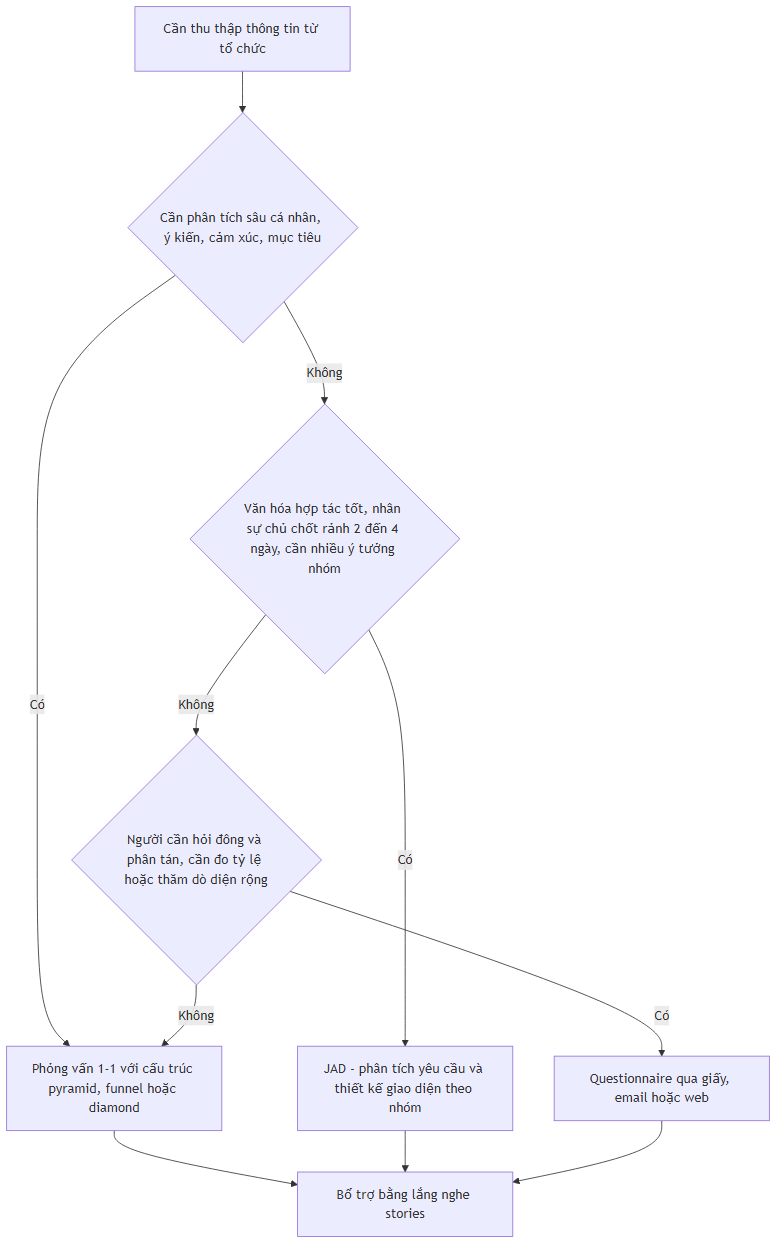 Cần thu thập thông tin từ
tổ chức
Cần phân tích sâu cá nhân,
ý kiến, cảm xúc, mục tiêu
Không
Văn hóa hợp tác tốt, nhân
sự chủ chốt rảnh 2 đến 4
ngày, cần nhiều ý tưởng
nhóm
Có
Không
Người cần hỏi đông và
phân tán, cần đo tỷ lệ
hoặc thăm dò diện rộng
Có
Không
Có
Phỏng vấn 1-1 với cấu trúc
pyramid, funnel hoặc
diamond
JAD - phân tích yêu cầu và
thiết kế giao diện theo
nhóm
Questionnaire qua giấy,
email hoặc web
Bổ trợ bằng lắng nghe
stories